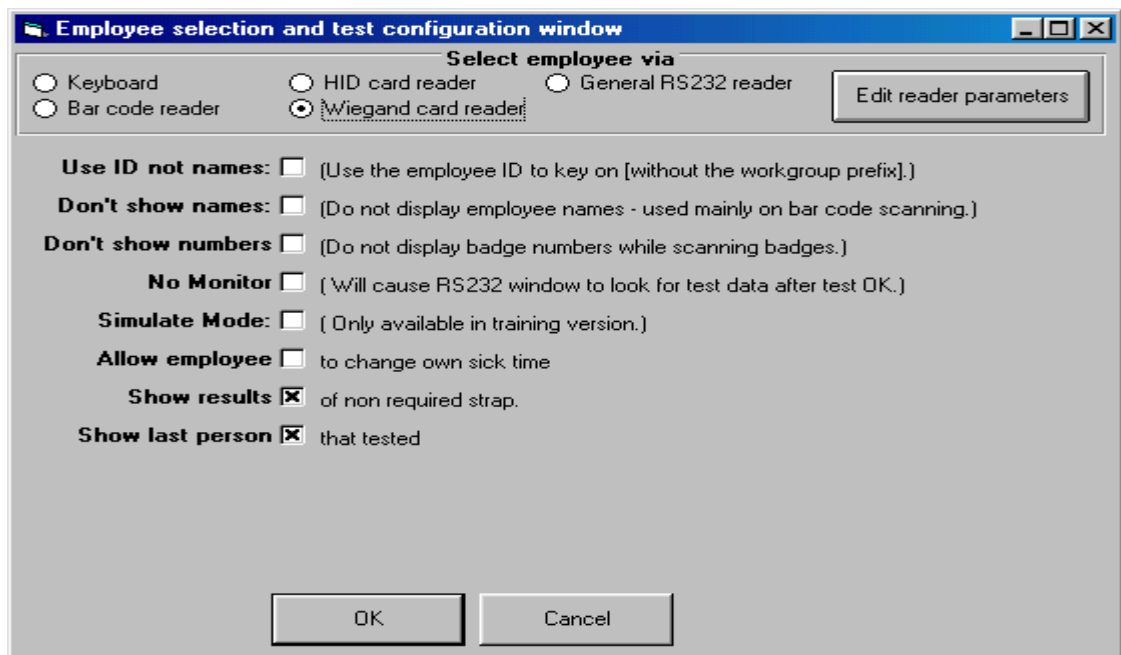 Employee selection and test configuration window
Select employee via
Keyboard HID card reader General RS232 reader Edit reader parameters
Bar code reader Wiegand card reader
Use ID not names: (Use the employee ID to key on [without the workgroup prefix].)
Don't show names: (Do not display employee names - used mainly on bar code scanning.)
Don't show numbers (Do not display badge numbers while scanning badges.)
No Monitor ( Will cause RS232 window to look for test data after test OK.)
Simulate Mode: ( Only available in training version.)
Allow employee to change own sick time
Show results of non required strap.
Show last person that tested
OK Cancel